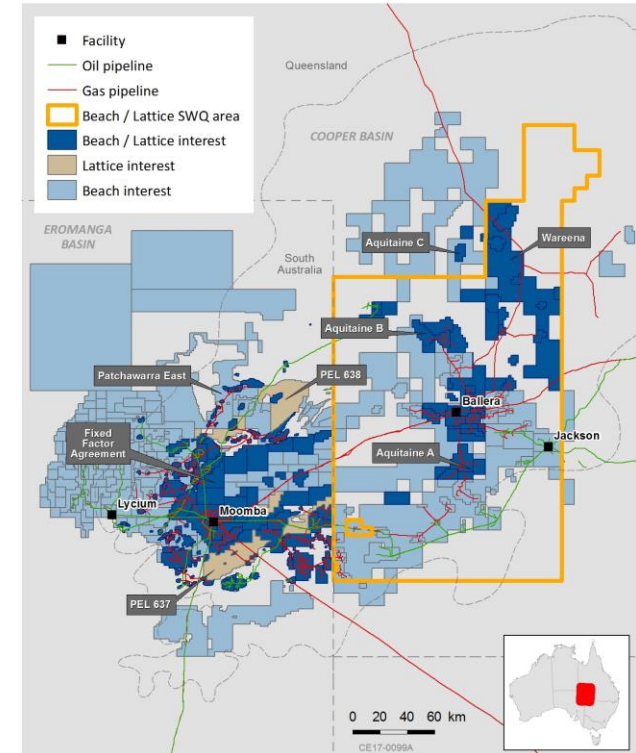 Facility
Oil pipeline
Gas pipeline
Beach / Lattice SWQ area
Beach / Lattice interest
Lattice interest
Beach interest
Queensland
COOPER BASIN
EROMANGA
BASIN
South
Australia
Aquitaine C
Wareena
Aquitaine B
Patchawarra East
PEL 638
Ballera
Jackson
Fixed
Factor
Agreement
Aquitaine A
Lycium
Moomba
PEL 637
0 20 40 60 km
CE17-0099A